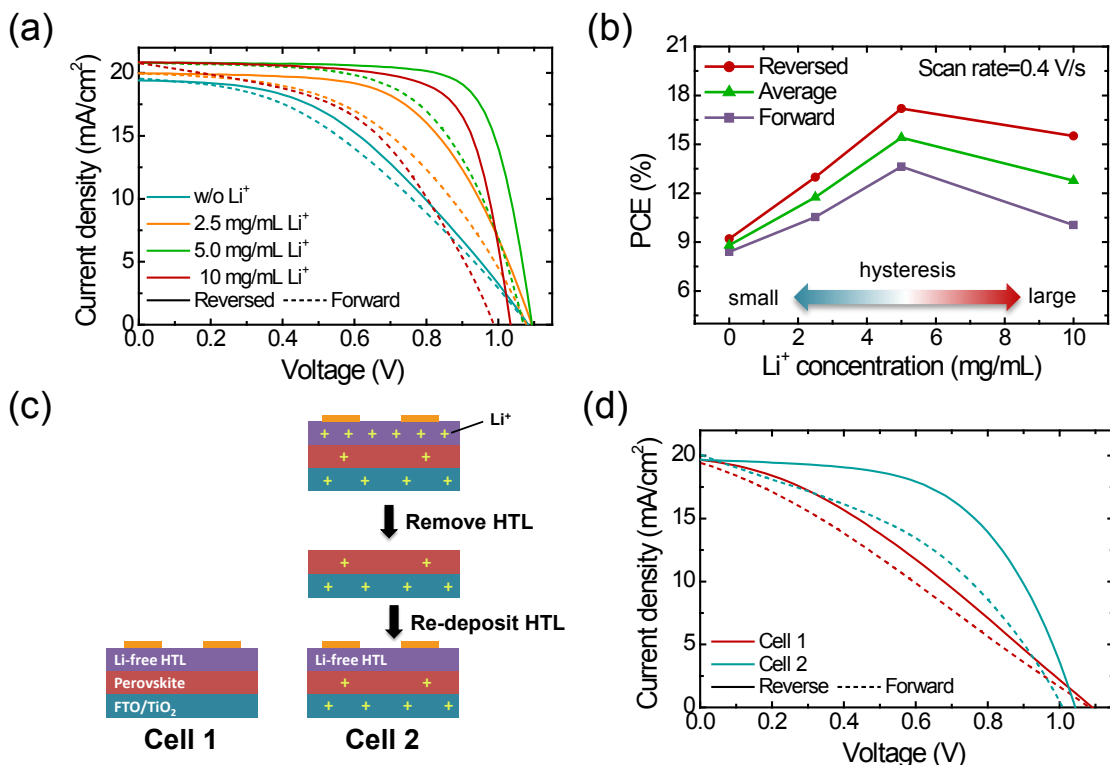 (a)
Current density (mA/cm²)
20
15
10
5
0
w/o Li⁺
2.5 mg/mL Li⁺
5.0 mg/mL Li⁺
10 mg/mL Li⁺
Reversed
Forward
0.0 0.2 0.4 0.6 0.8 1.0
Voltage (V)
(b)
PCE (%)
21
18
15
12
9
6
Reversed
Average
Forward
Scan rate=0.4 V/s
hysteresis
small
large
0 2 4 6 8 10
Li⁺ concentration (mg/mL)
(c)
+ + + + + +
Li⁺
+ +
+ + + +
Remove HTL
+ +
+ + + +
Re-deposit HTL
Li-free HTL
Perovskite
FTO/TiO₂
Cell 1
Li-free HTL
+ +
+ + + +
Cell 2
(d)
Current density (mA/cm²)
20
15
10
5
0
Cell 1
Cell 2
Reverse
Forward
0.0 0.2 0.4 0.6 0.8 1.0
Voltage (V)